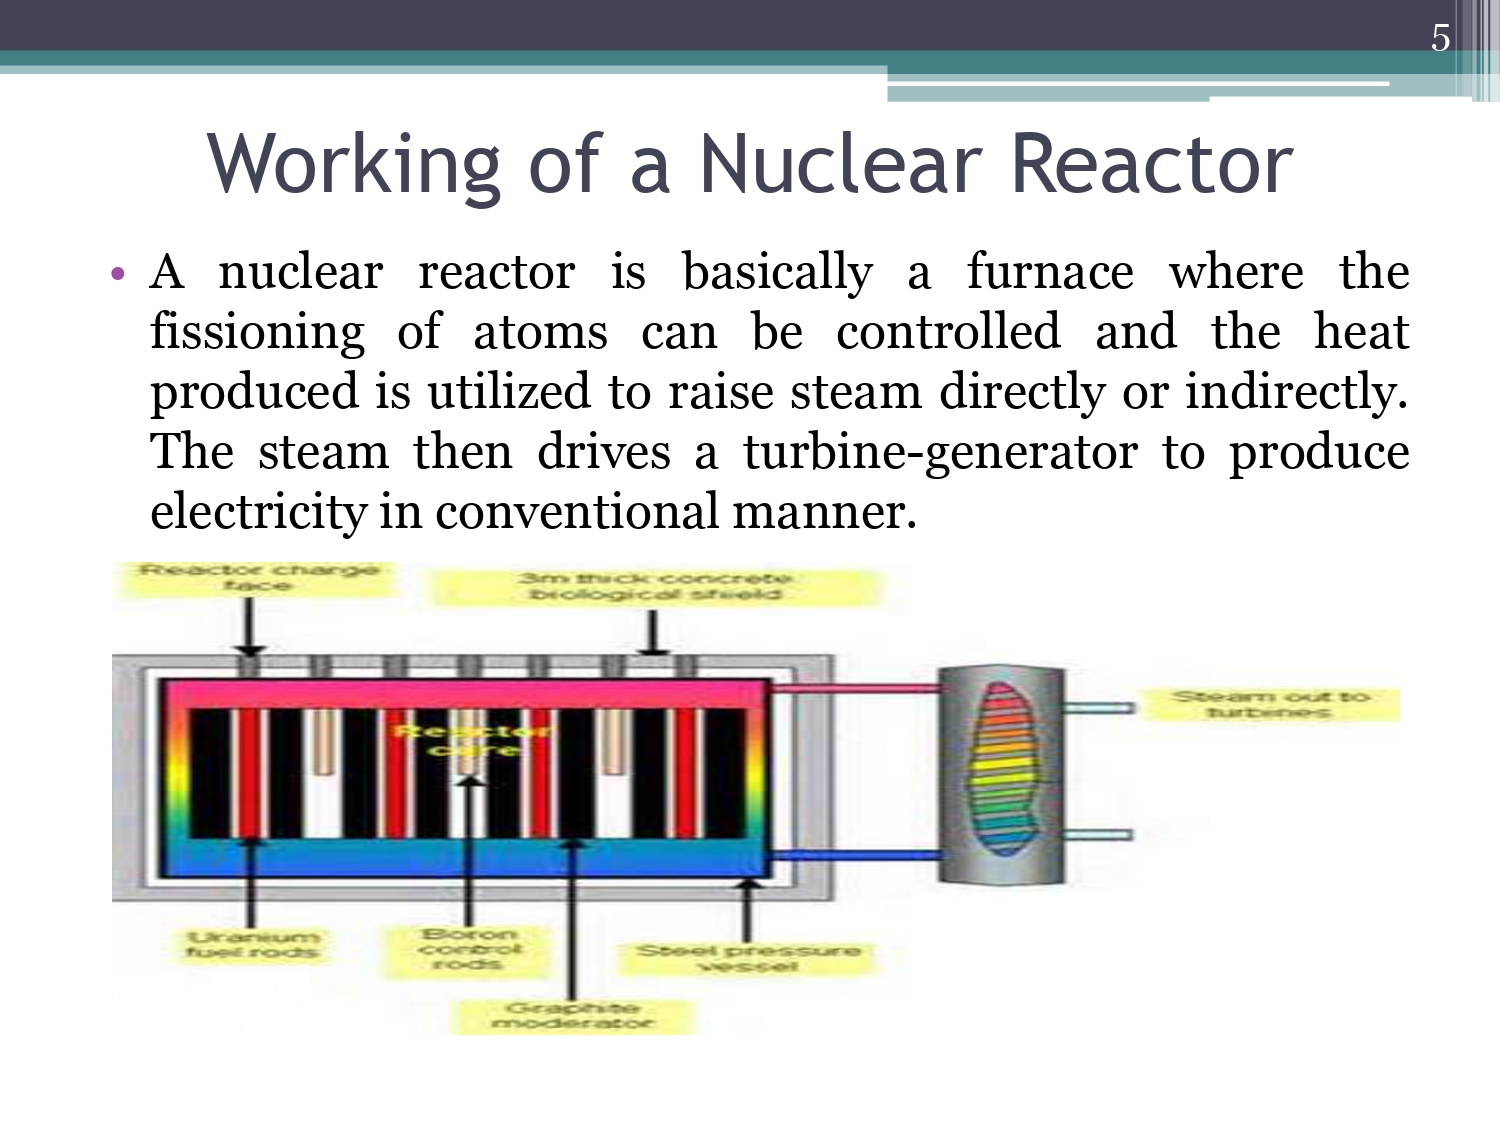 5
Working of a Nuclear Reactor
• A nuclear reactor is basically a furnace where the
fissioning of atoms can be controlled and the heat
produced is utilized to raise steam directly or indirectly.
The steam then drives a turbine-generator to produce
electricity in conventional manner.
Reactor charge
face
3m thick concrete
biological shield
Steam out to
turbines
Reactor
core
Uranium
fuel rods
Boron
control
rods
Steel pressure
vessel
Graphite
moderator